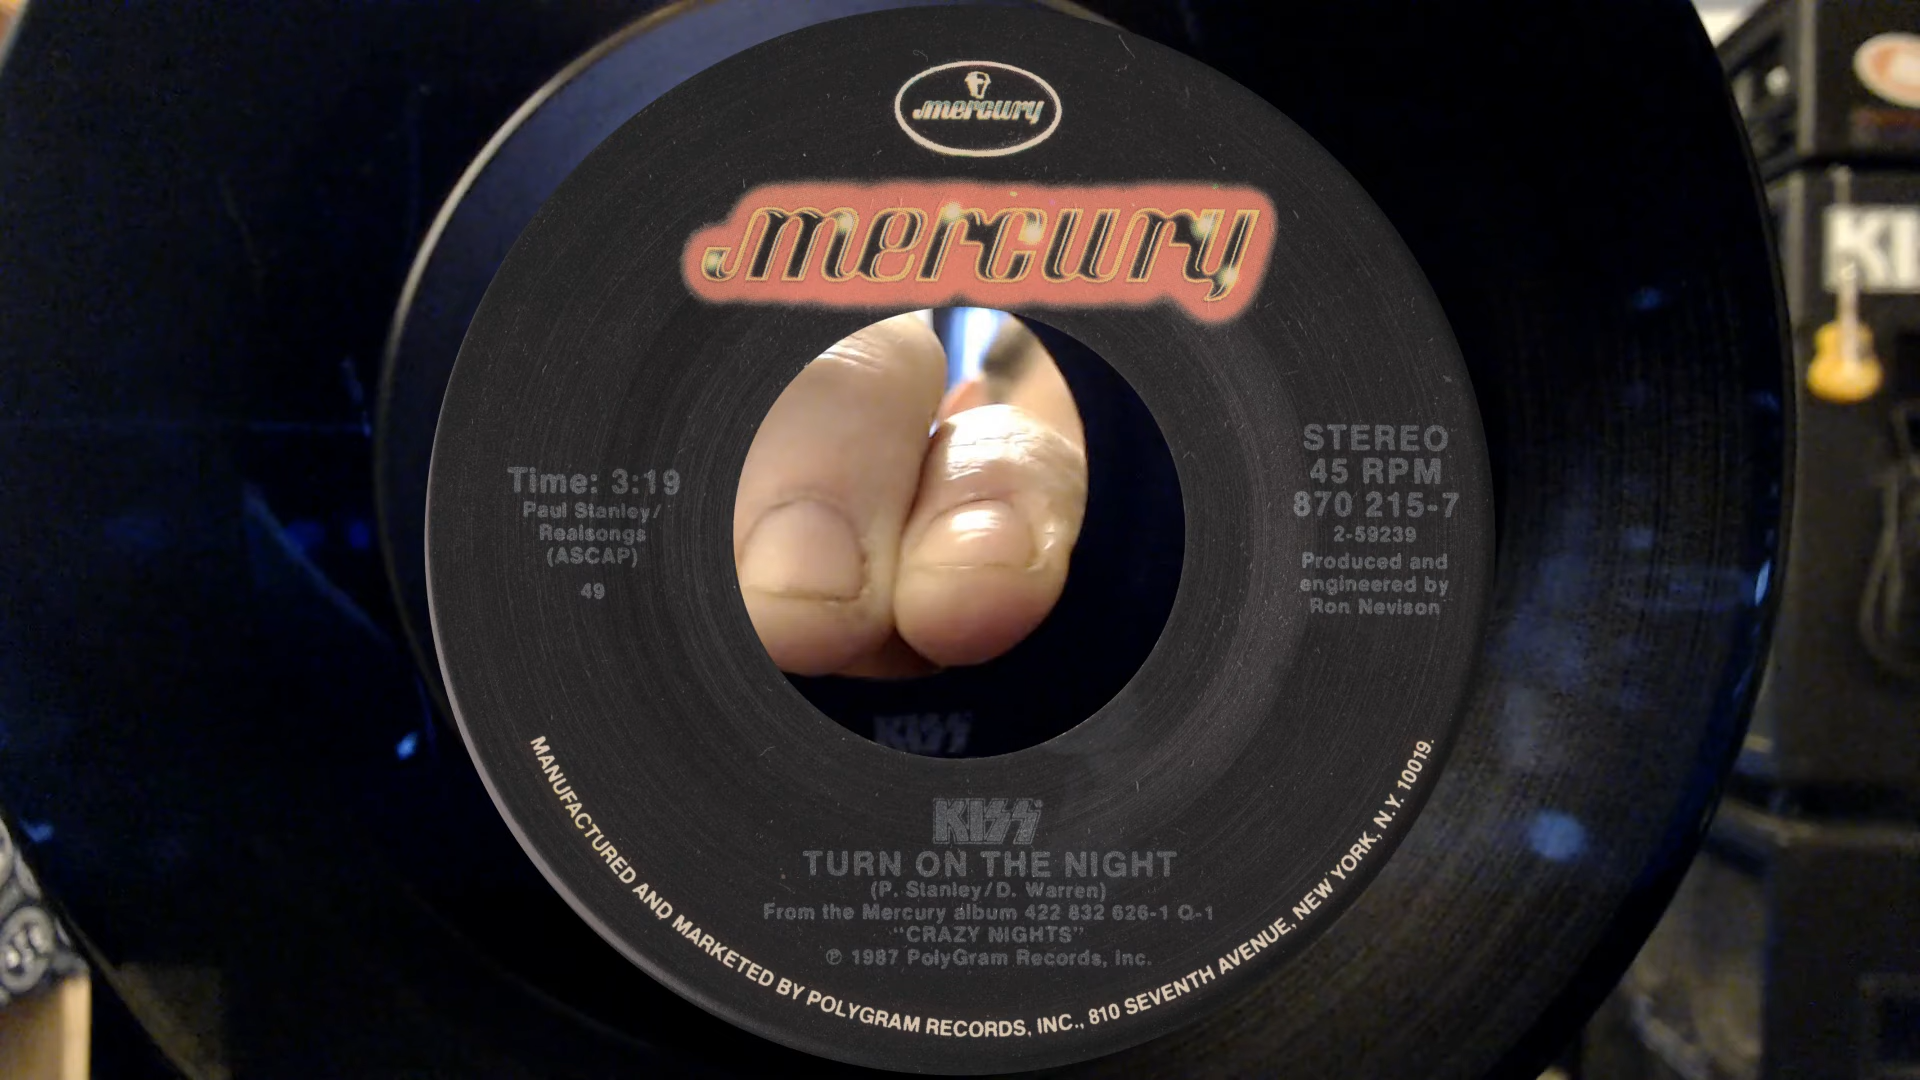 mercury
mercury
Time: 3:19
Paul Stanley/
Realsongs
(ASCAP)
49
STEREO
45 RPM
870 215-7
2-59239
Produced and
engineered by
Ron Nevison
KISS
KISS
TURN ON THE NIGHT
(P. Stanley/D. Warren)
From the Mercury album 422 832 626-1 Q-1
"CRAZY NIGHTS"
℗ 1987 PolyGram Records, Inc.
MANUFACTURED AND MARKETED BY POLYGRAM RECORDS, INC., 810 SEVENTH AVENUE, NEW YORK, N.Y. 10019.
KI